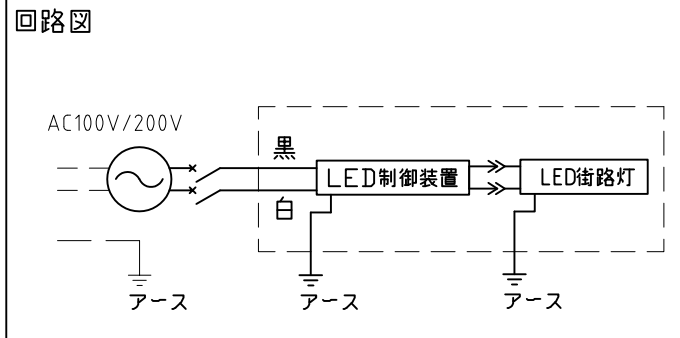 回路図
AC100V/200V
黒
LED制御装置
LED街路灯
白
アース
アース
アース